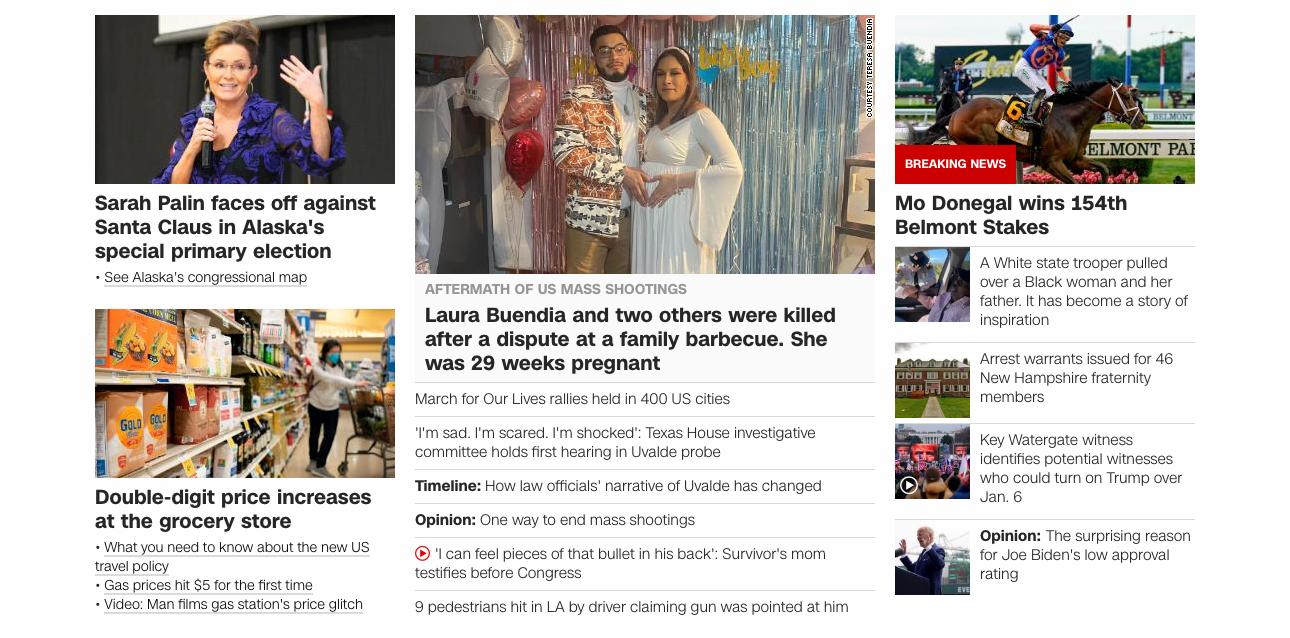 Sarah Palin faces off against
Santa Claus in Alaska's
special primary election
• See Alaska's congressional map
GOLD
GOLD
Double-digit price increases
at the grocery store
• What you need to know about the new US
travel policy
• Gas prices hit $5 for the first time
• Video: Man films gas station's price glitch
baby
boy
COURTESY TERESA BUENDIA
AFTERMATH OF US MASS SHOOTINGS
Laura Buendia and two others were killed
after a dispute at a family barbecue. She
was 29 weeks pregnant
March for Our Lives rallies held in 400 US cities
'I'm sad. I'm scared. I'm shocked': Texas House investigative
committee holds first hearing in Uvalde probe
Timeline: How law officials' narrative of Uvalde has changed
Opinion: One way to end mass shootings
'I can feel pieces of that bullet in his back': Survivor's mom
testifies before Congress
9 pedestrians hit in LA by driver claiming gun was pointed at him
6
BELMONT
BELMONT PAR
BREAKING NEWS
Mo Donegal wins 154th
Belmont Stakes
A White state trooper pulled
over a Black woman and her
father. It has become a story of
inspiration
Arrest warrants issued for 46
New Hampshire fraternity
members
Key Watergate witness
identifies potential witnesses
who could turn on Trump over
Jan. 6
Opinion: The surprising reason
for Joe Biden's low approval
rating
EVE